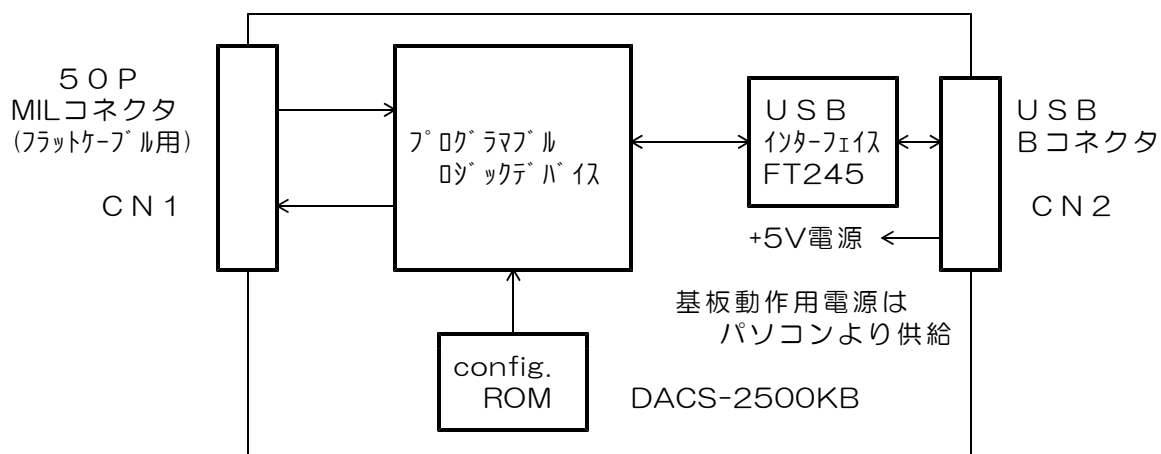 ５０Ｐ
MILコネクタ
(ﾌﾗｯﾄｹｰﾌﾞﾙ用)
ＣＮ１
ﾌﾟﾛｸﾞﾗﾏﾌﾞﾙ
ﾛｼﾞｯｸﾃﾞﾊﾞｲｽ
ＵＳＢ
ｲﾝﾀｰﾌｪｲｽ
FT245
ＵＳＢ
Ｂコネクタ
ＣＮ２
+5V電源
基板動作用電源は
パソコンより供給
config.
ROM
DACS-2500KB